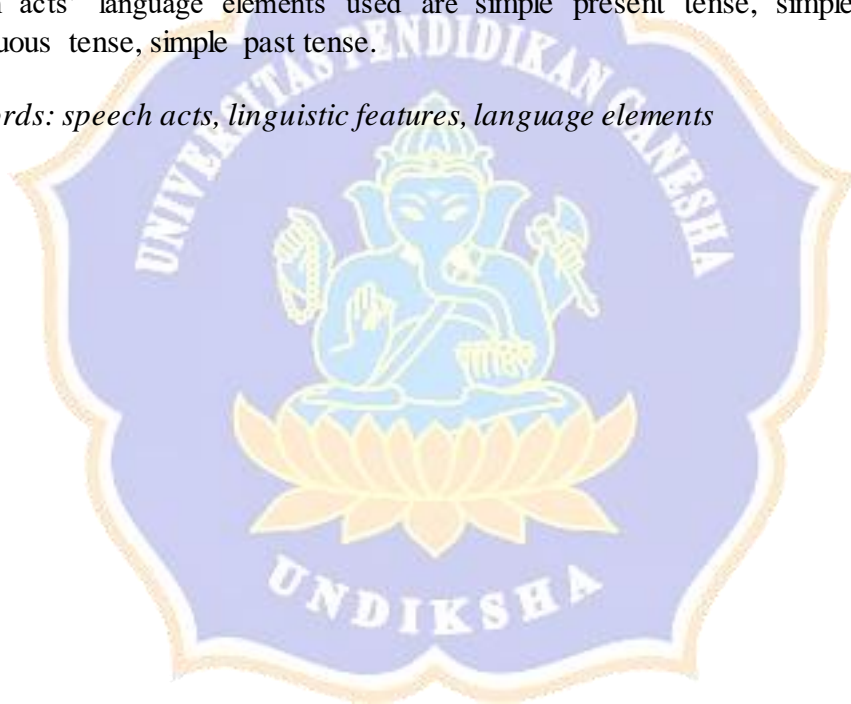 acts' language elements used are simple present tense, simple
uous tense, simple past tense.
rds: speech acts, linguistic features, language elements
UNIVERSITAS PENDIDIKAN GANESHA
UNDIKSHA